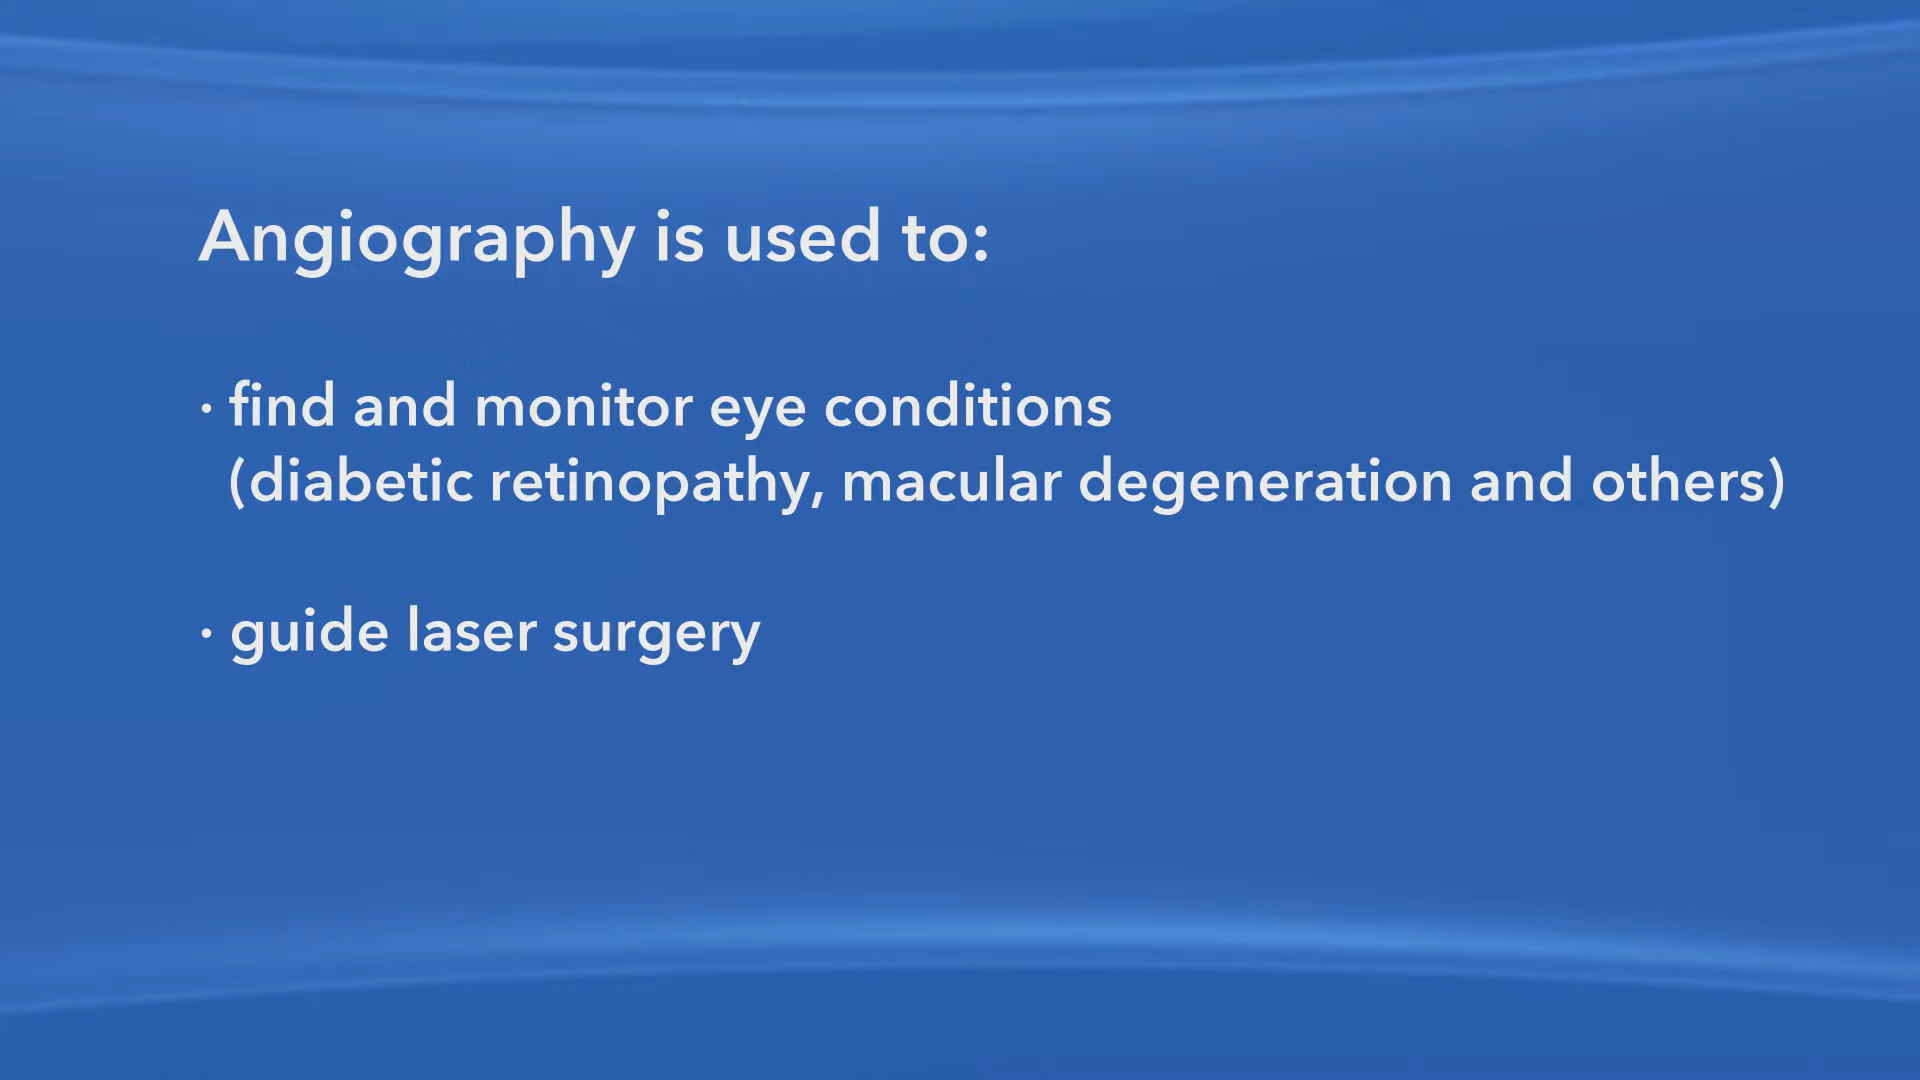 Angiography is used to:
· find and monitor eye conditions
(diabetic retinopathy, macular degeneration and others)
· guide laser surgery